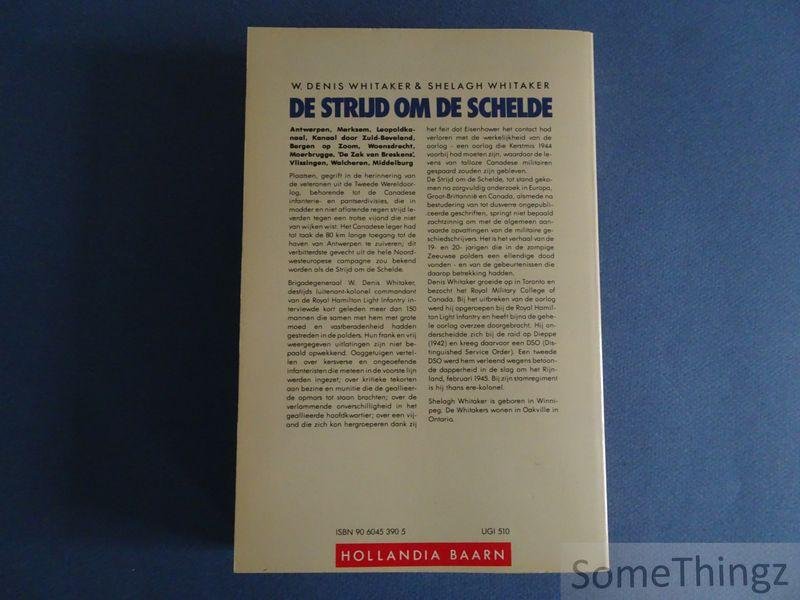 W. DENIS WHITAKER & SHELAGH WHITAKER
DE STRIJD OM DE SCHELDE
Antwerpen, Merksem, Leopoldka-
naal, Kanaal door Zuid-Beveland,
Bergen op Zoom, Woensdrecht,
Moerbrugge, 'De Zak van Breskens',
Vlissingen, Walcheren, Middelburg
Plaatsen, gegrift in de herinnering van
de veteranen uit de Tweede Wereldoor-
log, behorende tot de Canadese
infanterie- en pantserdivisies, die in
modder en niet aflatende regen strijd le-
verden tegen een trotse vijand die niet
van wijken wist. Het Canadese leger had
tot taak de 80 km lange toegang tot de
haven van Antwerpen te zuiveren; dit
verbitterdste gevecht uit de hele Noord-
westeuropese campagne zou bekend
worden als de Strijd om de Schelde.
Brigadegeneraal W. Denis Whitaker,
destijds luitenant-kolonel commandant
van de Royal Hamilton Light Infantry in-
terviewde kort geleden meer dan 150
mannen die samen met hem met grote
moed en vastberadenheid hadden
gestreden in de polders. Hun frank en vrij
weergegeven uitlatingen zijn niet be-
paald opwekkend. Ooggetuigen vertel-
len over kersverse en ongeoefende
infanteristen die meteen in de voorste lijn
werden ingezet; over kritieke tekorten
aan bezine en munitie die de geallieer-
de opmars tot staan brachten; over de
verlammende onverschilligheid in het
geallieerde hoofdkwartier; over een vij-
and die zich kon hergroeperen dank zij
het feit dat Eisenhower het contact had
verloren met de werkelijkheid van de
oorlog - een oorlog die Kerstmis 1944
voorbij had moeten zijn, waardoor de le-
vens van talloze Canadese militairen
gespaard zouden zijn gebleven.
De Strijd om de Schelde, tot stand geko-
men na zorgvuldig onderzoek in Europa,
Groot-Brittannië en Canada, alsmede na
bestudering van tot dusverre ongepubli-
ceerde geschriften, springt niet bepaald
zachtzinnig om met de algemeen aan-
vaarde opvattingen van de militaire ge-
schiedschrijvers. Het is het verhaal van de
19- en 20- jarigen die in de zompige
Zeeuwse polders een ellendige dood
vonden - en van de gebeurtenissen die
daarop betrekking hadden.
Denis Whitaker groeide op in Toronto en
bezocht het Royal Military College of
Canada. Bij het uitbreken van de oorlog
werd hij opgeroepen bij de Royal Hamil-
ton Light Infantry en heeft bijna de gehe-
le oorlog overzee doorgebracht. Hij on-
derscheidde zich bij de raid op Dieppe
(1942) en kreeg daarvoor een DSO (Dis-
tinguished Service Order). Een tweede
DSO werd hem verleend wegens betoon-
de dapperheid in de slag om het Rijn-
land, februari 1945. Bij zijn stamregiment
is hij thans ere-kolonel.
Shelagh Whitaker is geboren in Winni-
peg. De Whitakers wonen in Oakville in
Ontario.
ISBN 90 6045 390 5 UGI 510
HOLLANDIA BAARN
SomeThingz